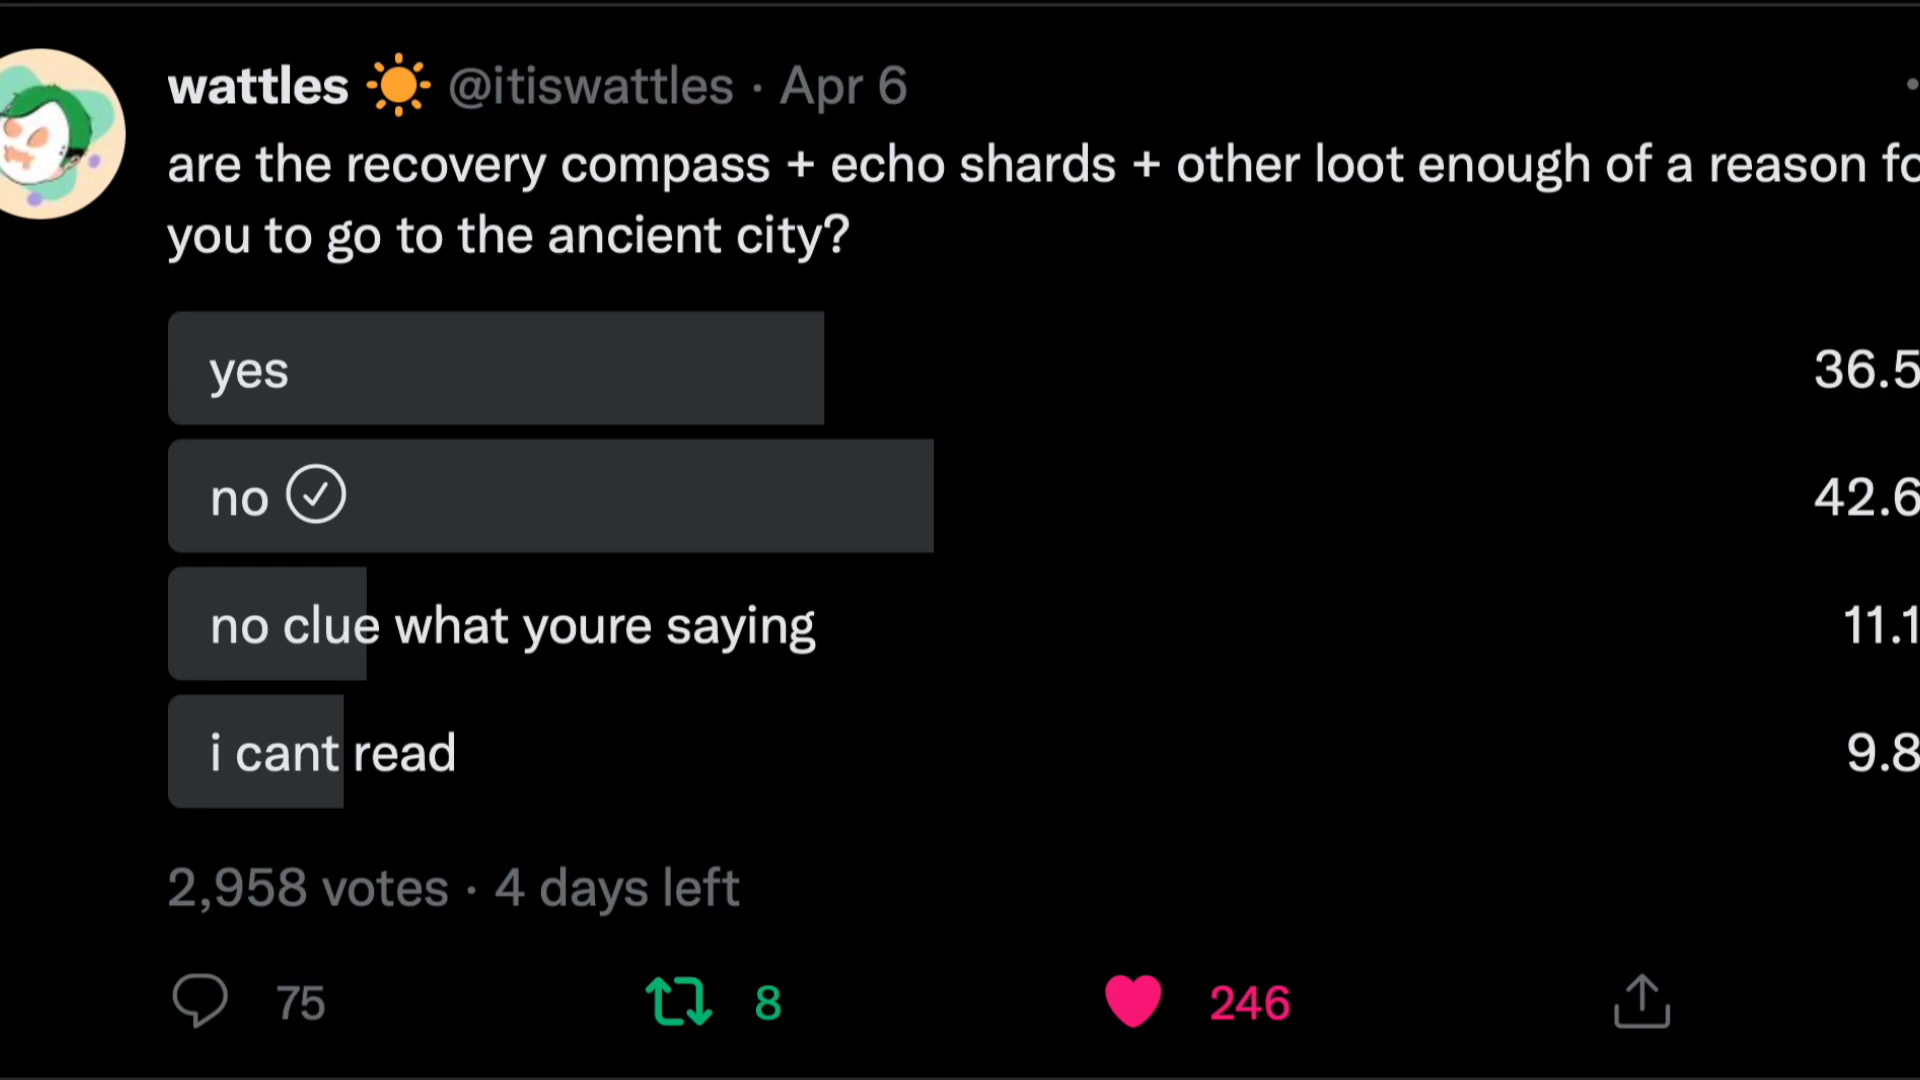 wattles @itiswattles · Apr 6
are the recovery compass + echo shards + other loot enough of a reason fo
you to go to the ancient city?
yes 36.5
no 42.6
no clue what youre saying 11.1
i cant read 9.8
2,958 votes · 4 days left
75 8 246